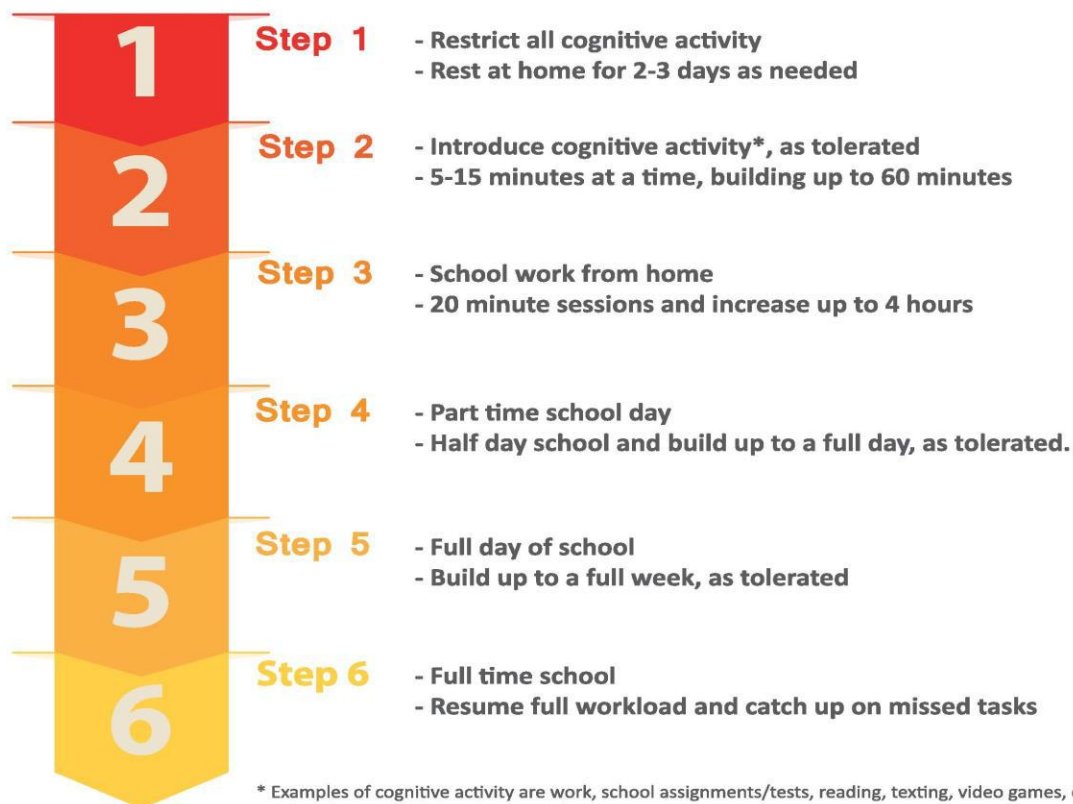 1
Step 1
- Restrict all cognitive activity
- Rest at home for 2-3 days as needed
2
Step 2
- Introduce cognitive activity*, as tolerated
- 5-15 minutes at a time, building up to 60 minutes
3
Step 3
- School work from home
- 20 minute sessions and increase up to 4 hours
4
Step 4
- Part time school day
- Half day school and build up to a full day, as tolerated.
5
Step 5
- Full day of school
- Build up to a full week, as tolerated
6
Step 6
- Full time school
- Resume full workload and catch up on missed tasks
* Examples of cognitive activity are work, school assignments/tests, reading, texting, video games,